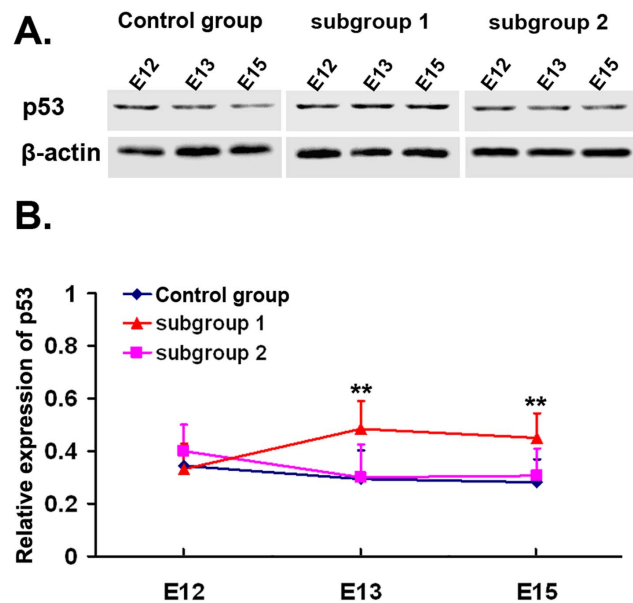 A.
Control group subgroup 1 subgroup 2
E12 E13 E15 E12 E13 E15 E12 E13 E15
p53
β-actin
B.
Relative expression of p53
Control group
subgroup 1
subgroup 2
1
0.8
0.6
0.4
0.2
0
** **
E12 E13 E15